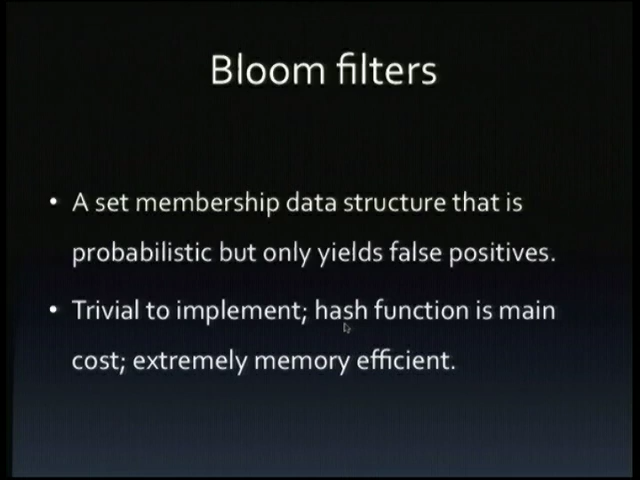 Bloom filters
• A set membership data structure that is
probabilistic but only yields false positives.
• Trivial to implement; hash function is main
cost; extremely memory efficient.